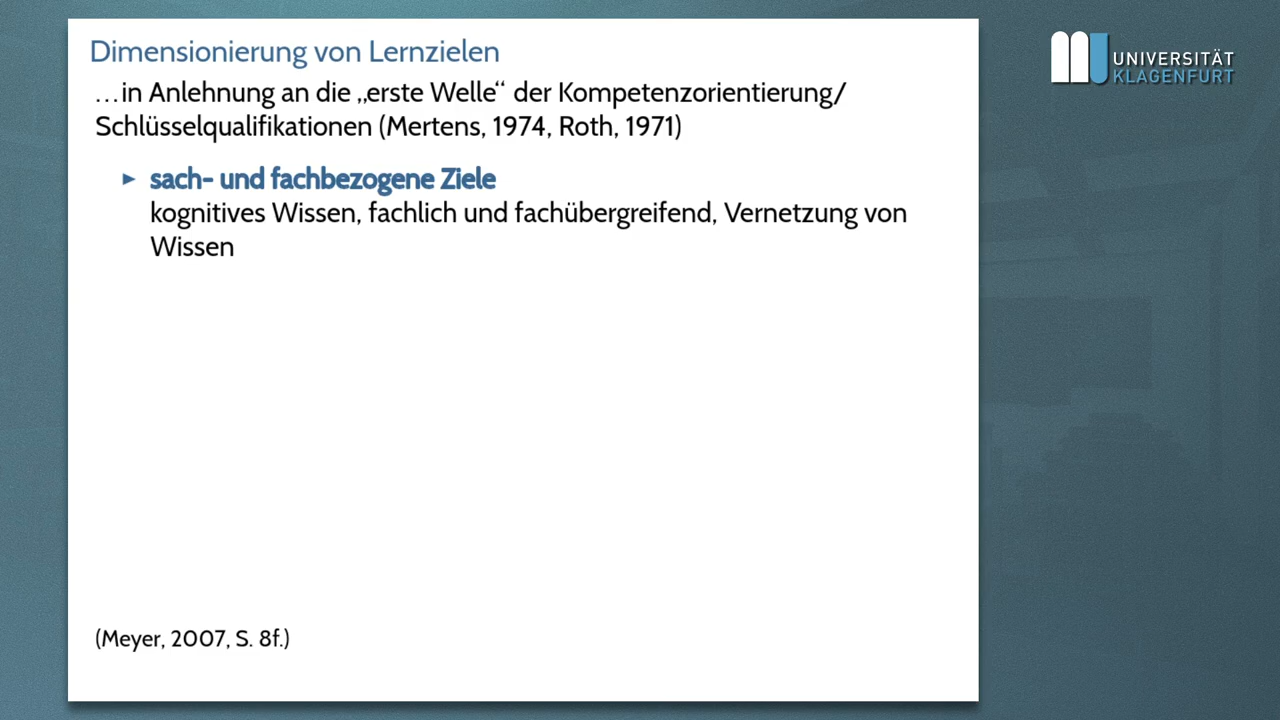 Dimensionierung von Lernzielen
…in Anlehnung an die „erste Welle“ der Kompetenzorientierung/
Schlüsselqualifikationen (Mertens, 1974, Roth, 1971)
► sach- und fachbezogene Ziele
kognitives Wissen, fachlich und fachübergreifend, Vernetzung von
Wissen
(Meyer, 2007, S. 8f.)
UNIVERSITÄT
KLAGENFURT